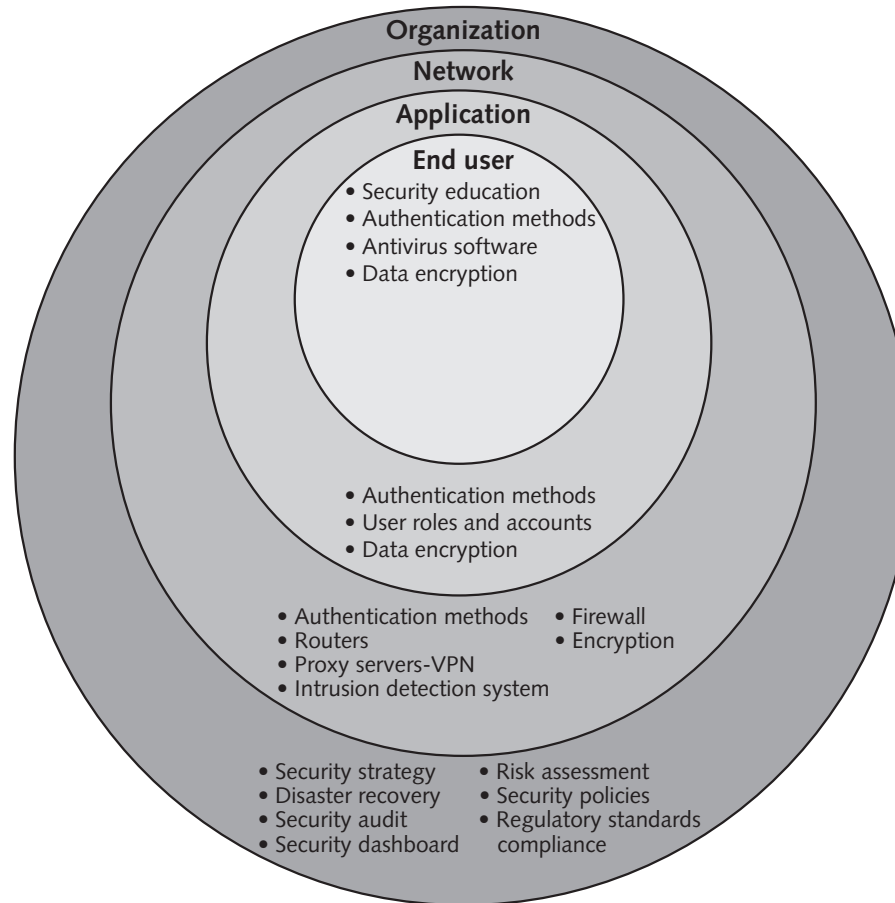 Organization
Network
Application
End user
• Security education
• Authentication methods
• Antivirus software
• Data encryption
• Authentication methods
• User roles and accounts
• Data encryption
• Authentication methods
• Routers
• Proxy servers-VPN
• Intrusion detection system
• Firewall
• Encryption
• Security strategy
• Disaster recovery
• Security audit
• Security dashboard
• Risk assessment
• Security policies
• Regulatory standards
compliance